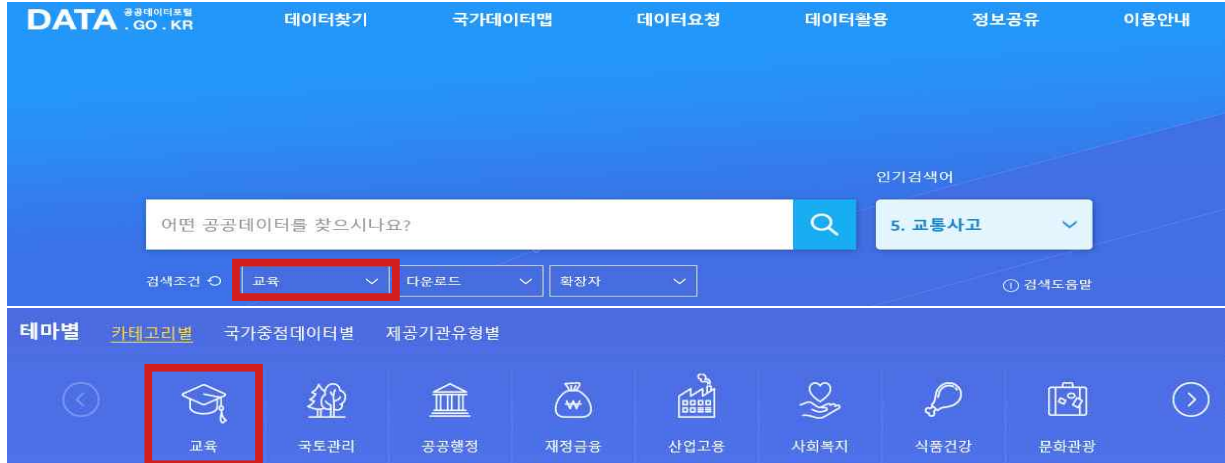 DATA 공공데이터포털 .GO.KR 데이터찾기 국가데이터맵 데이터요청 데이터활용 정보공유 이용안내
인기검색어
어떤 공공데이터를 찾으시나요? 5. 교통사고
검색조건 교육 다운로드 확장자 검색도움말
테마별 카테고리별 국가중점데이터별 제공기관유형별
교육 국토관리 공공행정 재정금융 산업고용 사회복지 식품건강 문화관광